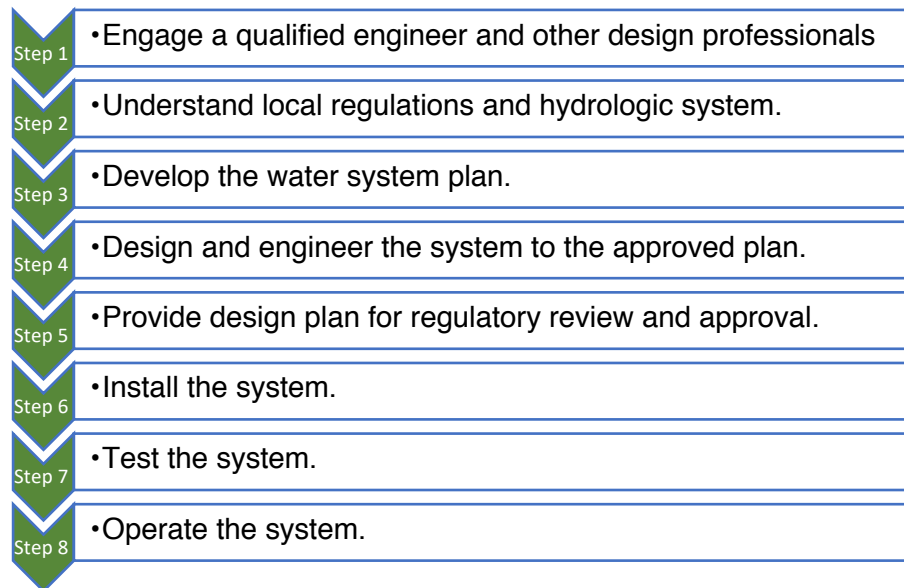 Step 1
•Engage a qualified engineer and other design professionals
Step 2
•Understand local regulations and hydrologic system.
Step 3
•Develop the water system plan.
Step 4
•Design and engineer the system to the approved plan.
Step 5
•Provide design plan for regulatory review and approval.
Step 6
•Install the system.
Step 7
•Test the system.
Step 8
•Operate the system.